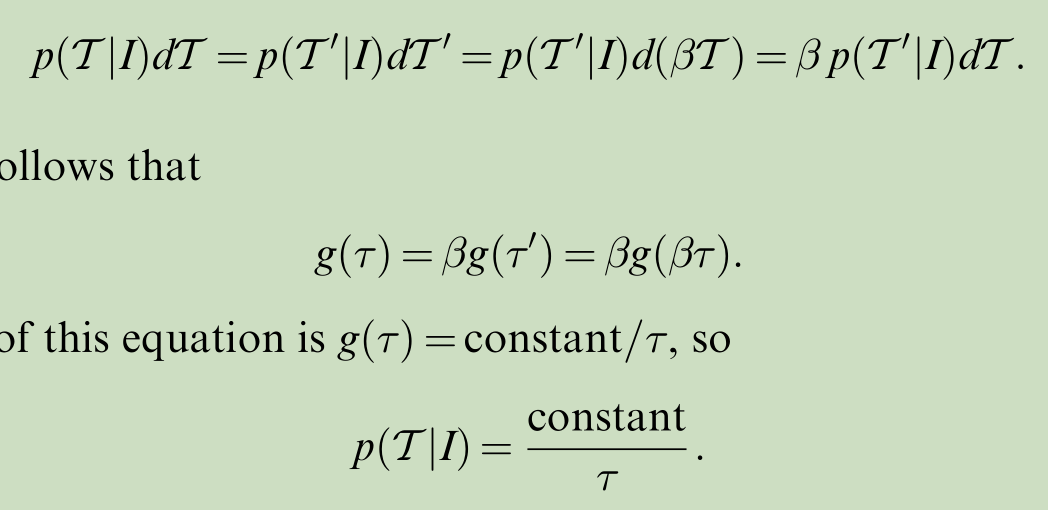 p(𝒯|I)d𝒯 = p(𝒯′|I)d𝒯′ = p(𝒯′|I)d(β𝒯) = β p(𝒯′|I)d𝒯.
ollows that
g(τ) = βg(τ′) = βg(βτ).
of this equation is g(τ) = constant/τ, so
p(𝒯|I) = constant/τ.